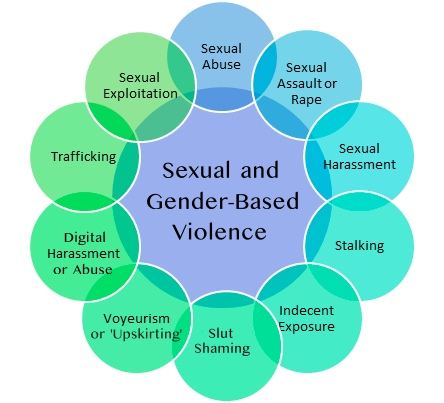 Sexual and
Gender-Based
Violence
Sexual
Abuse
Sexual
Assault or
Rape
Sexual
Harassment
Stalking
Indecent
Exposure
Slut
Shaming
Voyeurism
or 'Upskirting'
Digital
Harassment
or Abuse
Trafficking
Sexual
Exploitation